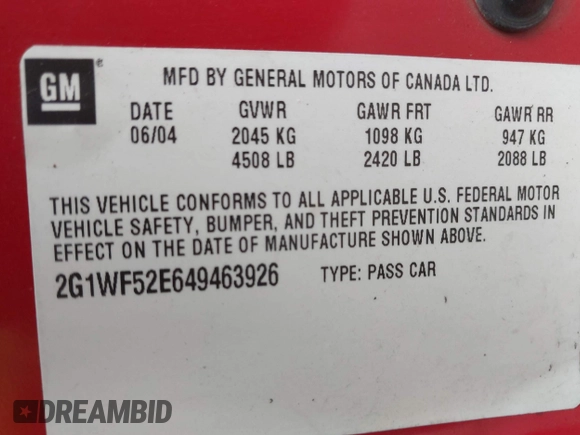 GM
MFD BY GENERAL MOTORS OF CANADA LTD.
DATE GVWR GAWR FRT GAWR RR
06/04 2045 KG 1098 KG 947 KG
4508 LB 2420 LB 2088 LB
THIS VEHICLE CONFORMS TO ALL APPLICABLE U.S. FEDERAL MOTOR
VEHICLE SAFETY, BUMPER, AND THEFT PREVENTION STANDARDS IN
EFFECT ON THE DATE OF MANUFACTURE SHOWN ABOVE.
2G1WF52E649463926 TYPE: PASS CAR
DREAMBID